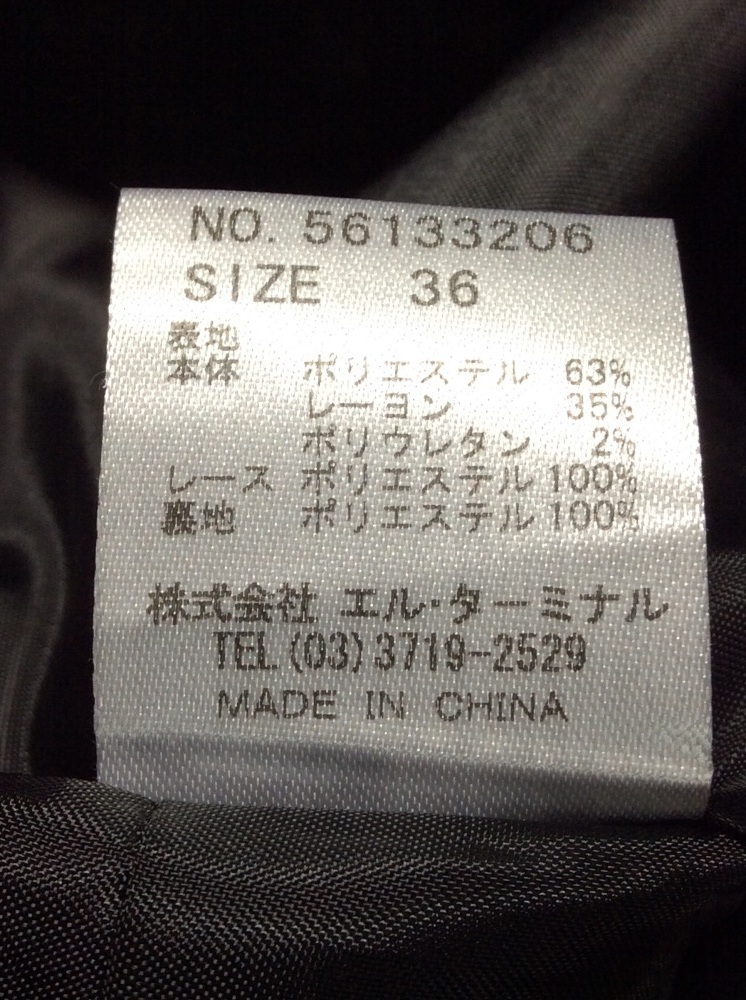 NO. 56133206
SIZE 36
表地
本体 ポリエステル 63%
レーヨン 35%
ポリウレタン 2%
レース ポリエステル 100%
裏地 ポリエステル 100%
株式会社 エル・ターミナル
TEL (03) 3719-2529
MADE IN CHINA